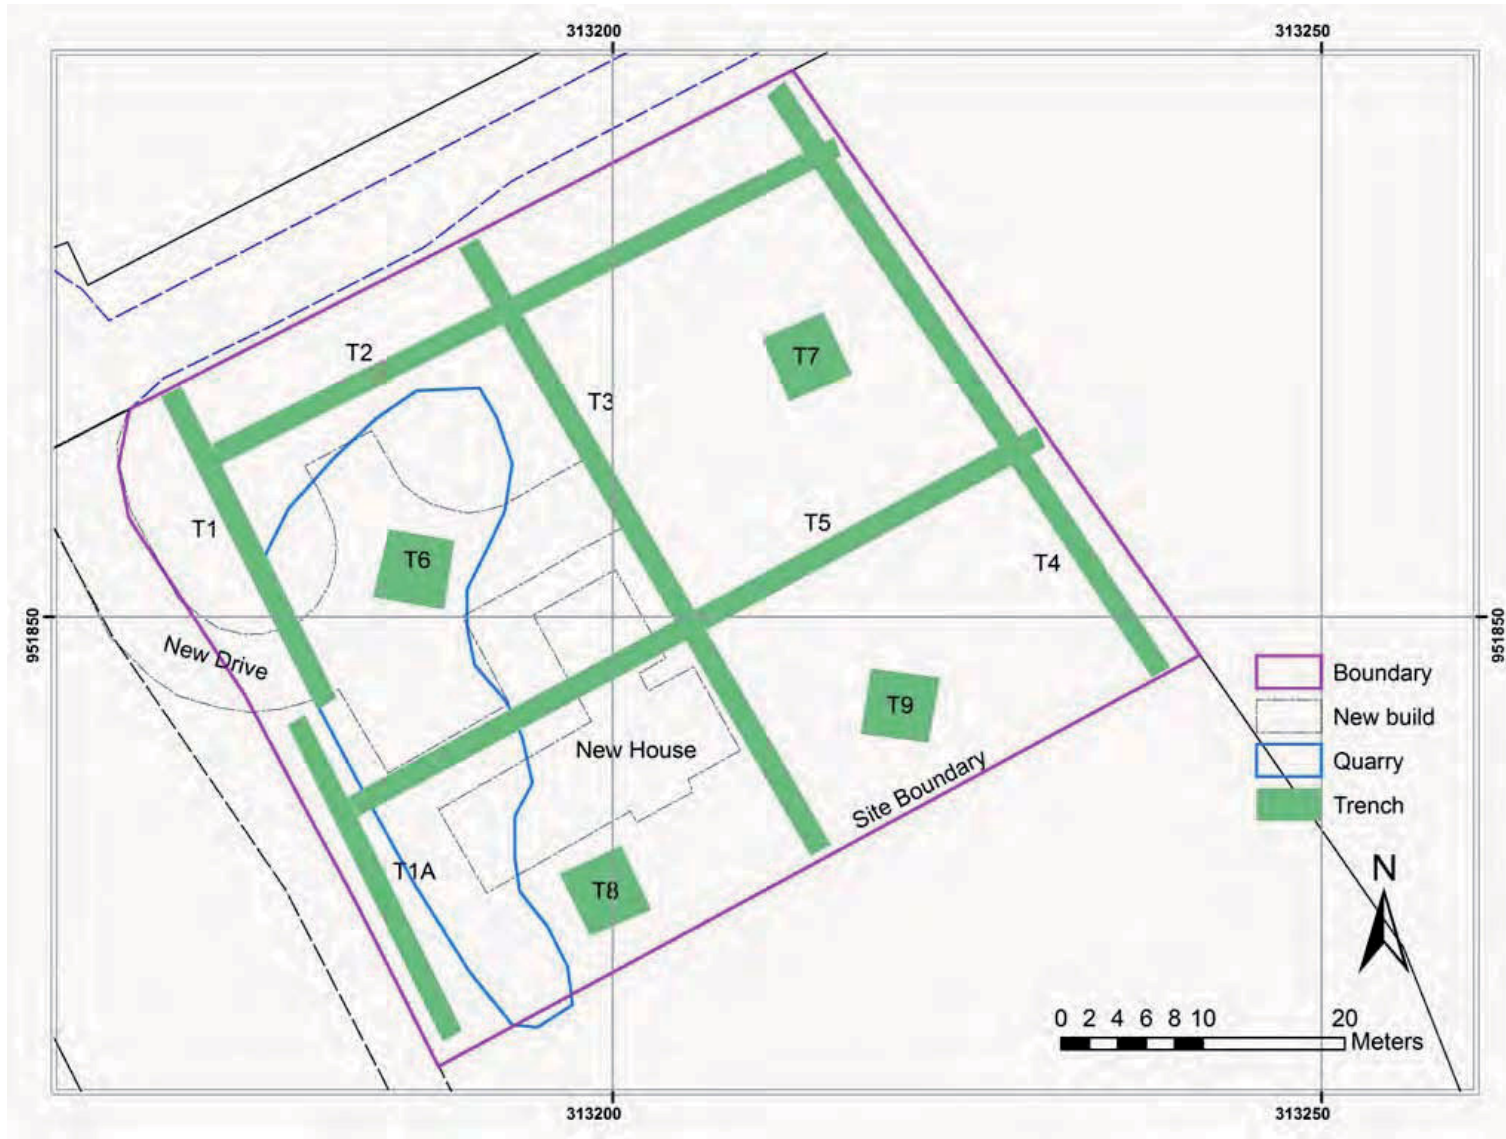 313200
313250
T2
T7
T3
T1
T5
T6
T4
951850
951850
New Drive
Boundary
T9
New build
New House
Quarry
Site Boundary
Trench
T1A
N
T8
0 2 4 6 8 10 20
Meters
313200
313250